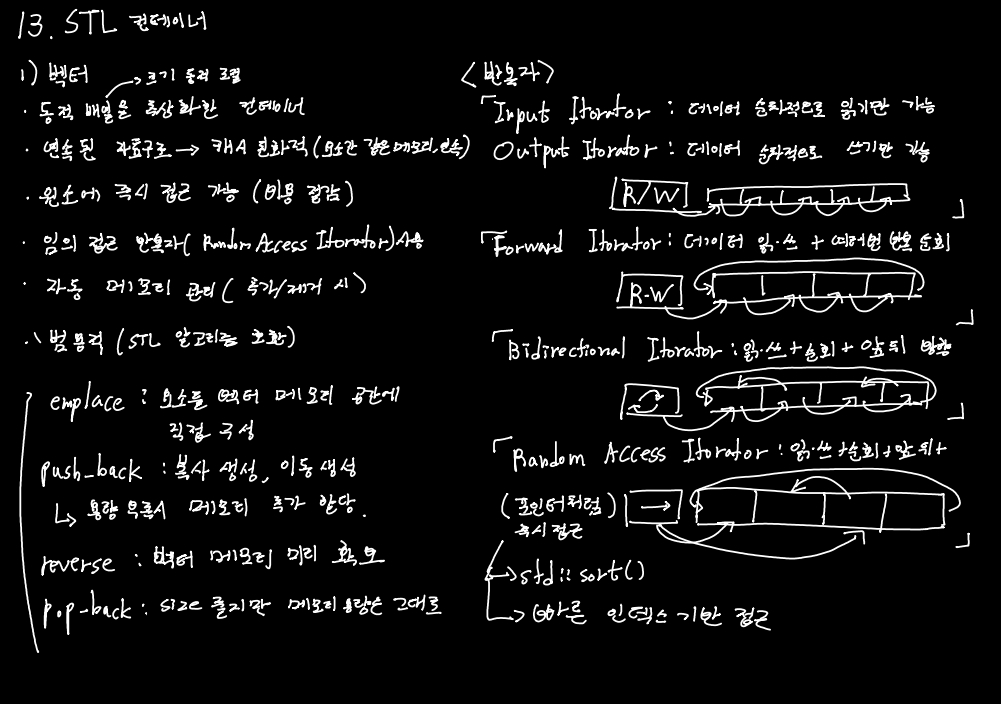 13. STL 컨테이너
1) 벡터
→ 크기 동적 조절
· 동적 배열을 추상화한 컨테이너
· 연속된 자료구조 → 캐시 친화적 (요소간 같은 메모리, 연속)
· 원소에 즉시 접근 가능 (비용 절감)
· 임의 접근 반복자(Random Access Iterator)사용
· 자동 메모리 관리 (추가/제거 시)
· 범용적 (STL 알고리즘 호환)
emplace : 요소를 벡터 메모리 공간에
직접 구성
push_back : 복사 생성, 이동 생성
↳ 용량 부족시 메모리 추가 할당.
reverse : 벡터 메모리 미리 확보
pop-back : size 줄지만 메모리 용량은 그대로
<반복자>
Input Itorator : 데이터 순차적으로 읽기만 가능
Output Itorator : 데이터 순차적으로 쓰기만 가능
R/W
Forward Iterator : 데이터 읽·쓰 + 여러번 반복 순회
R-W
Bidirectional Iterator : 읽·쓰 + 순회 + 앞뒤 방향
Random Access Itorator : 읽·쓰+순회+앞뒤+
(포인터처럼)
즉시접근
→ std::sort()
→ 빠른 인덱스 기반 접근